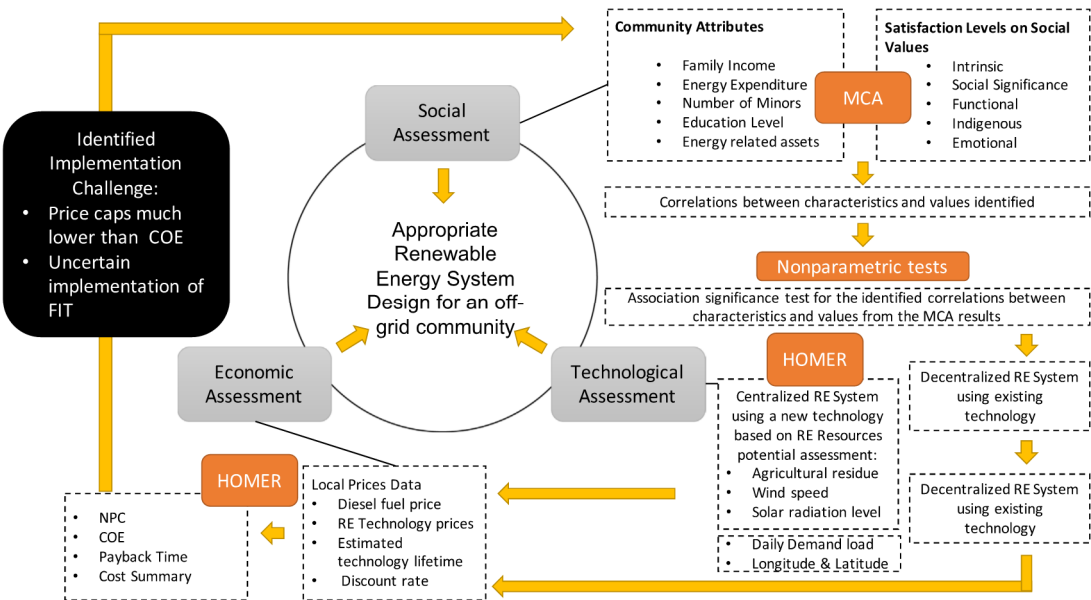 Community Attributes
• Family Income
• Energy Expenditure
• Number of Minors
• Education Level
• Energy related assets
MCA
Satisfaction Levels on Social
Values
• Intrinsic
• Social Significance
• Functional
• Indigenous
• Emotional
Social
Assessment
Identified
Implementation
Challenge:
• Price caps much
lower than COE
• Uncertain
implementation of
FIT
Appropriate
Renewable
Energy System
Design for an off-
grid community
Correlations between characteristics and values identified
Nonparametric tests
Association significance test for the identified correlations between
characteristics and values from the MCA results
Economic
Assessment
Technological
Assessment
HOMER
Centralized RE System
using a new technology
based on RE Resources
potential assessment:
• Agricultural residue
• Wind speed
• Solar radiation level
• Daily Demand load
• Longitude & Latitude
Decentralized RE System
using existing
technology
Decentralized RE System
using existing
technology
HOMER
Local Prices Data
• Diesel fuel price
• RE Technology prices
• Estimated
technology lifetime
• Discount rate
• NPC
• COE
• Payback Time
• Cost Summary